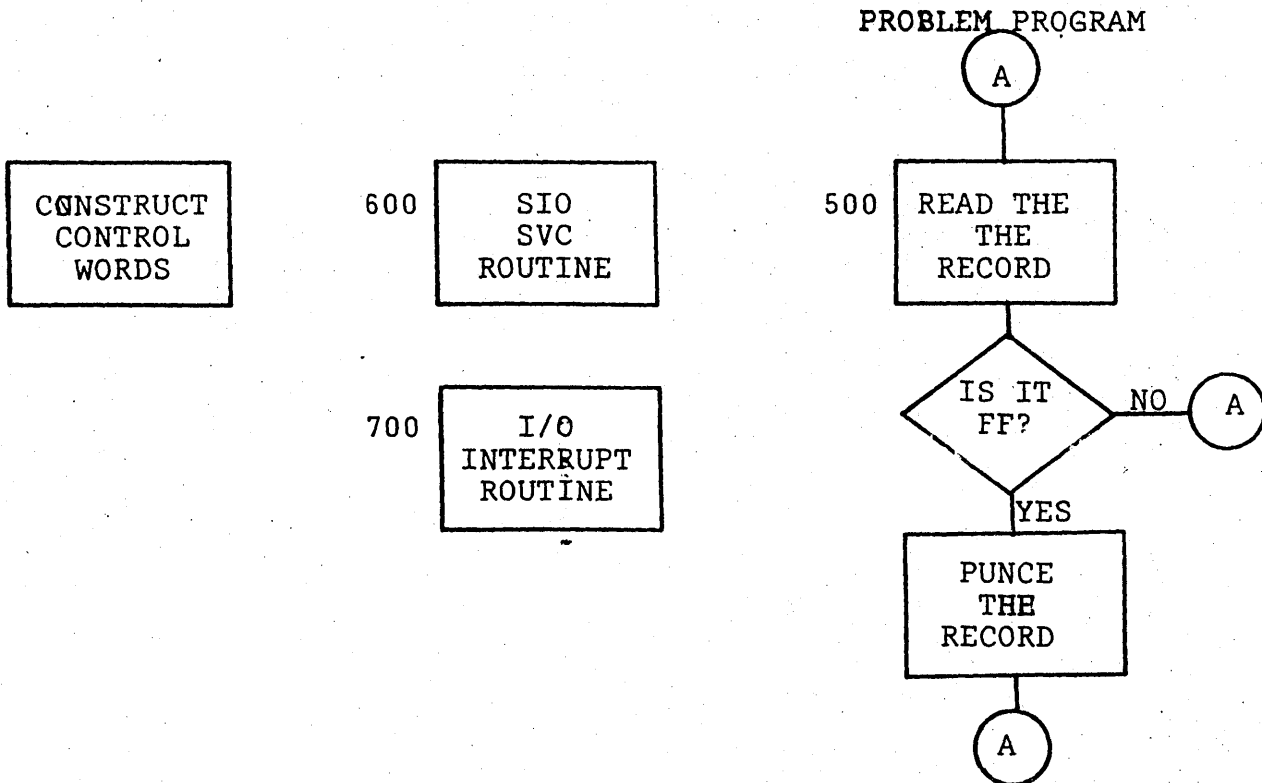 PROBLEM PROGRAM
A
CONSTRUCT
CONTROL
WORDS
600
SIO
SVC
ROUTINE
500
READ THE
THE
RECORD
IS IT
FF?
NO
A
700
I/O
INTERRUPT
ROUTINE
YES
PUNCE
THE
RECORD
A